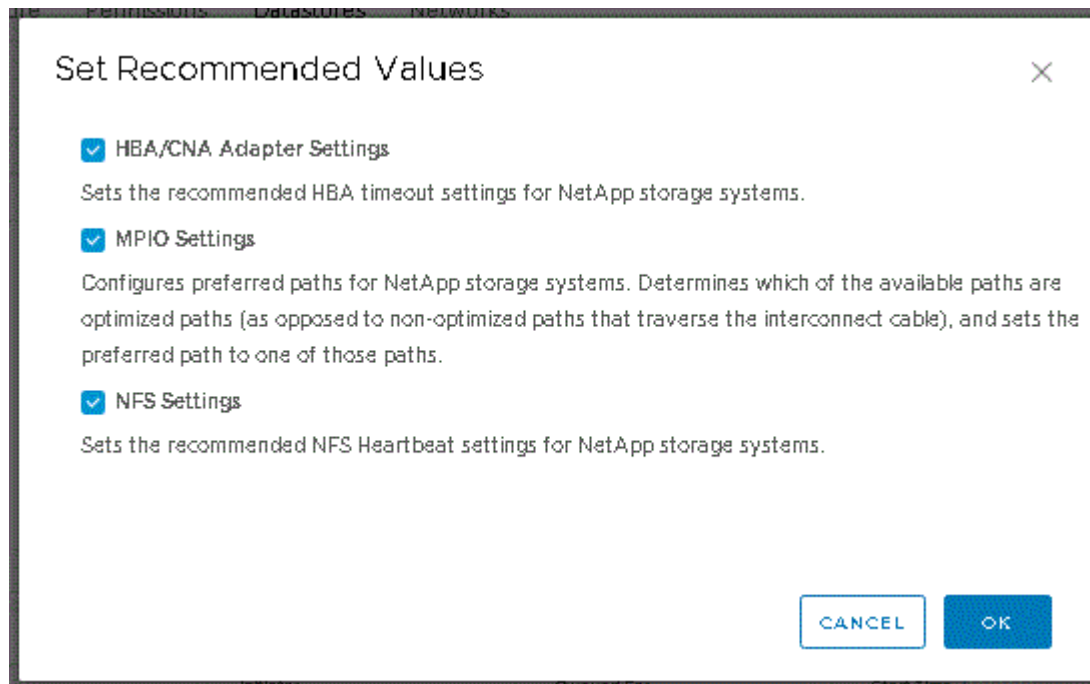 Permissions Datastores Networks
Set Recommended Values
HBA/CNA Adapter Settings
Sets the recommended HBA timeout settings for NetApp storage systems.
MPIO Settings
Configures preferred paths for NetApp storage systems. Determines which of the available paths are
optimized paths (as opposed to non-optimized paths that traverse the interconnect cable), and sets the
preferred path to one of those paths.
NFS Settings
Sets the recommended NFS Heartbeat settings for NetApp storage systems.
CANCEL OK